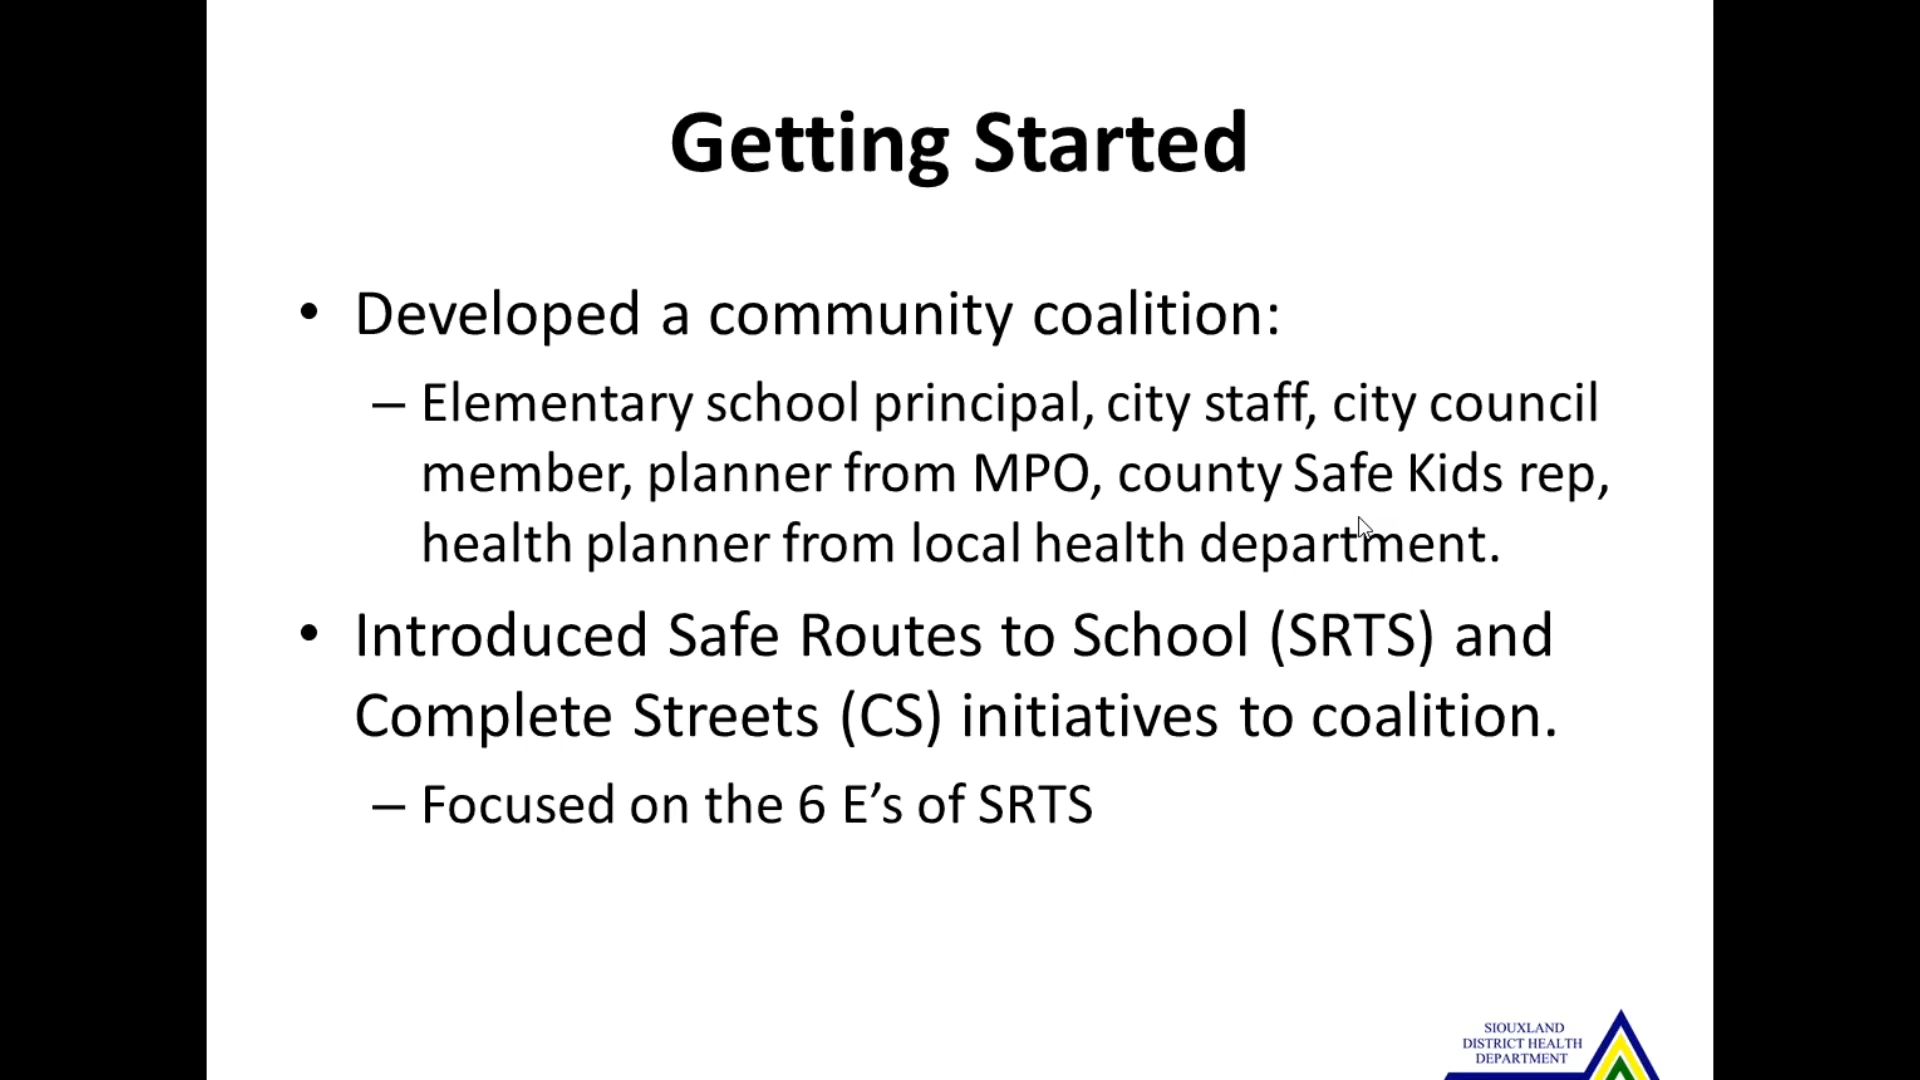 Getting Started
• Developed a community coalition:
– Elementary school principal, city staff, city council
member, planner from MPO, county Safe Kids rep,
health planner from local health department.
• Introduced Safe Routes to School (SRTS) and
Complete Streets (CS) initiatives to coalition.
– Focused on the 6 E’s of SRTS
SIOUXLAND
DISTRICT HEALTH
DEPARTMENT